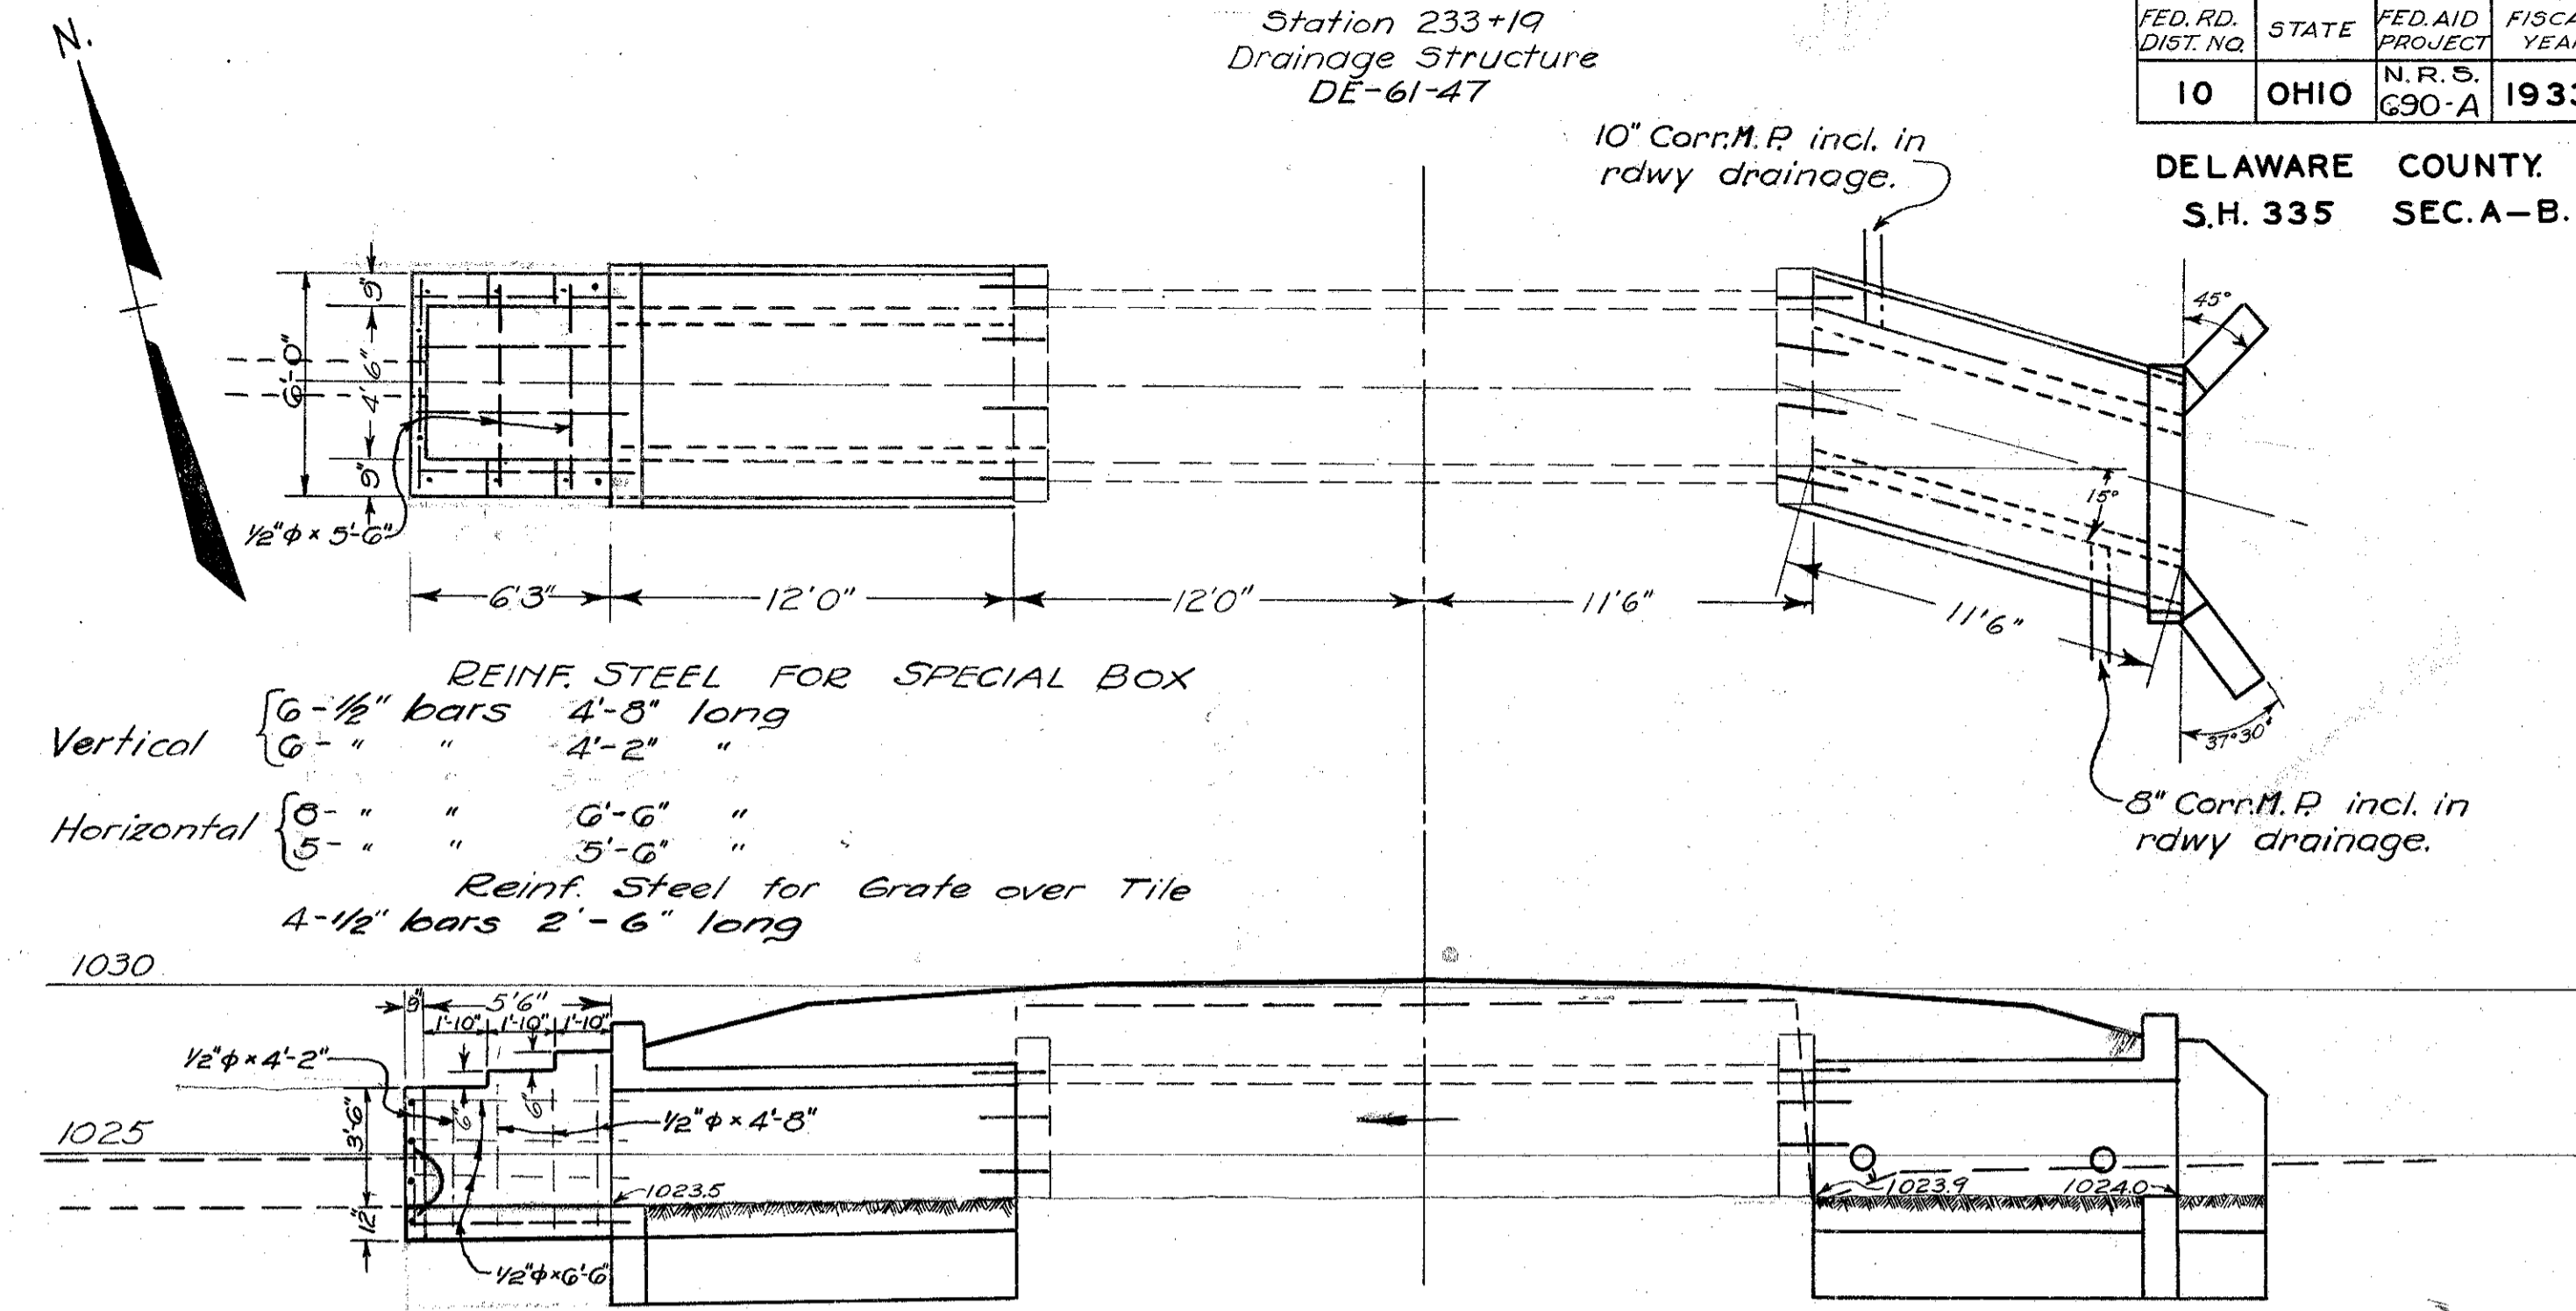 N.
Station 233+19
Drainage Structure
DE-61-47
FED. RD. DIST. NO.
STATE
FED. AID PROJECT
10
OHIO
N.R.S. 690-A
DELAWARE COUNTY.
S.H. 335 SEC. A-B.
10" Corr. M. P. incl. in
rdwy drainage.
45°
9"
6'-0"
4'6"
9"
1/2"φ × 5'-6"
15°
6'3"
12'0"
12'0"
11'6"
11'6"
37°30'
8" Corr. M. P. incl. in
rdwy drainage.
REINF. STEEL FOR SPECIAL BOX
Vertical
6-1/2" bars 4'-8" long
6- " " 4'-2" "
Horizontal
8- " " 6'-6" "
5- " " 5'-6" "
Reinf. Steel for Grate over Tile
4-1/2" bars 2'-6" long
1030
9"
5'6"
1'-10"
1'-10"
1'-10"
1/2"φ × 4'-2"
6"
6"
1/2"φ × 4'-8"
3'-6"
1025
12"
1023.5
1023.9
1024.0
1/2"φ×6'-6"